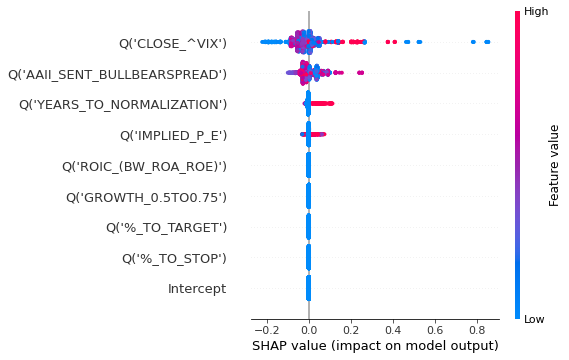 High
Q('CLOSE_^VIX')
Q('AAII_SENT_BULLBEARSPREAD')
Q('YEARS_TO_NORMALIZATION')
Q('IMPLIED_P_E')
Q('ROIC_(BW_ROA_ROE)')
Q('GROWTH_0.5TO0.75')
Q('%_TO_TARGET')
Q('%_TO_STOP')
Intercept
Feature value
Low
−0.2 0.0 0.2 0.4 0.6 0.8
SHAP value (impact on model output)